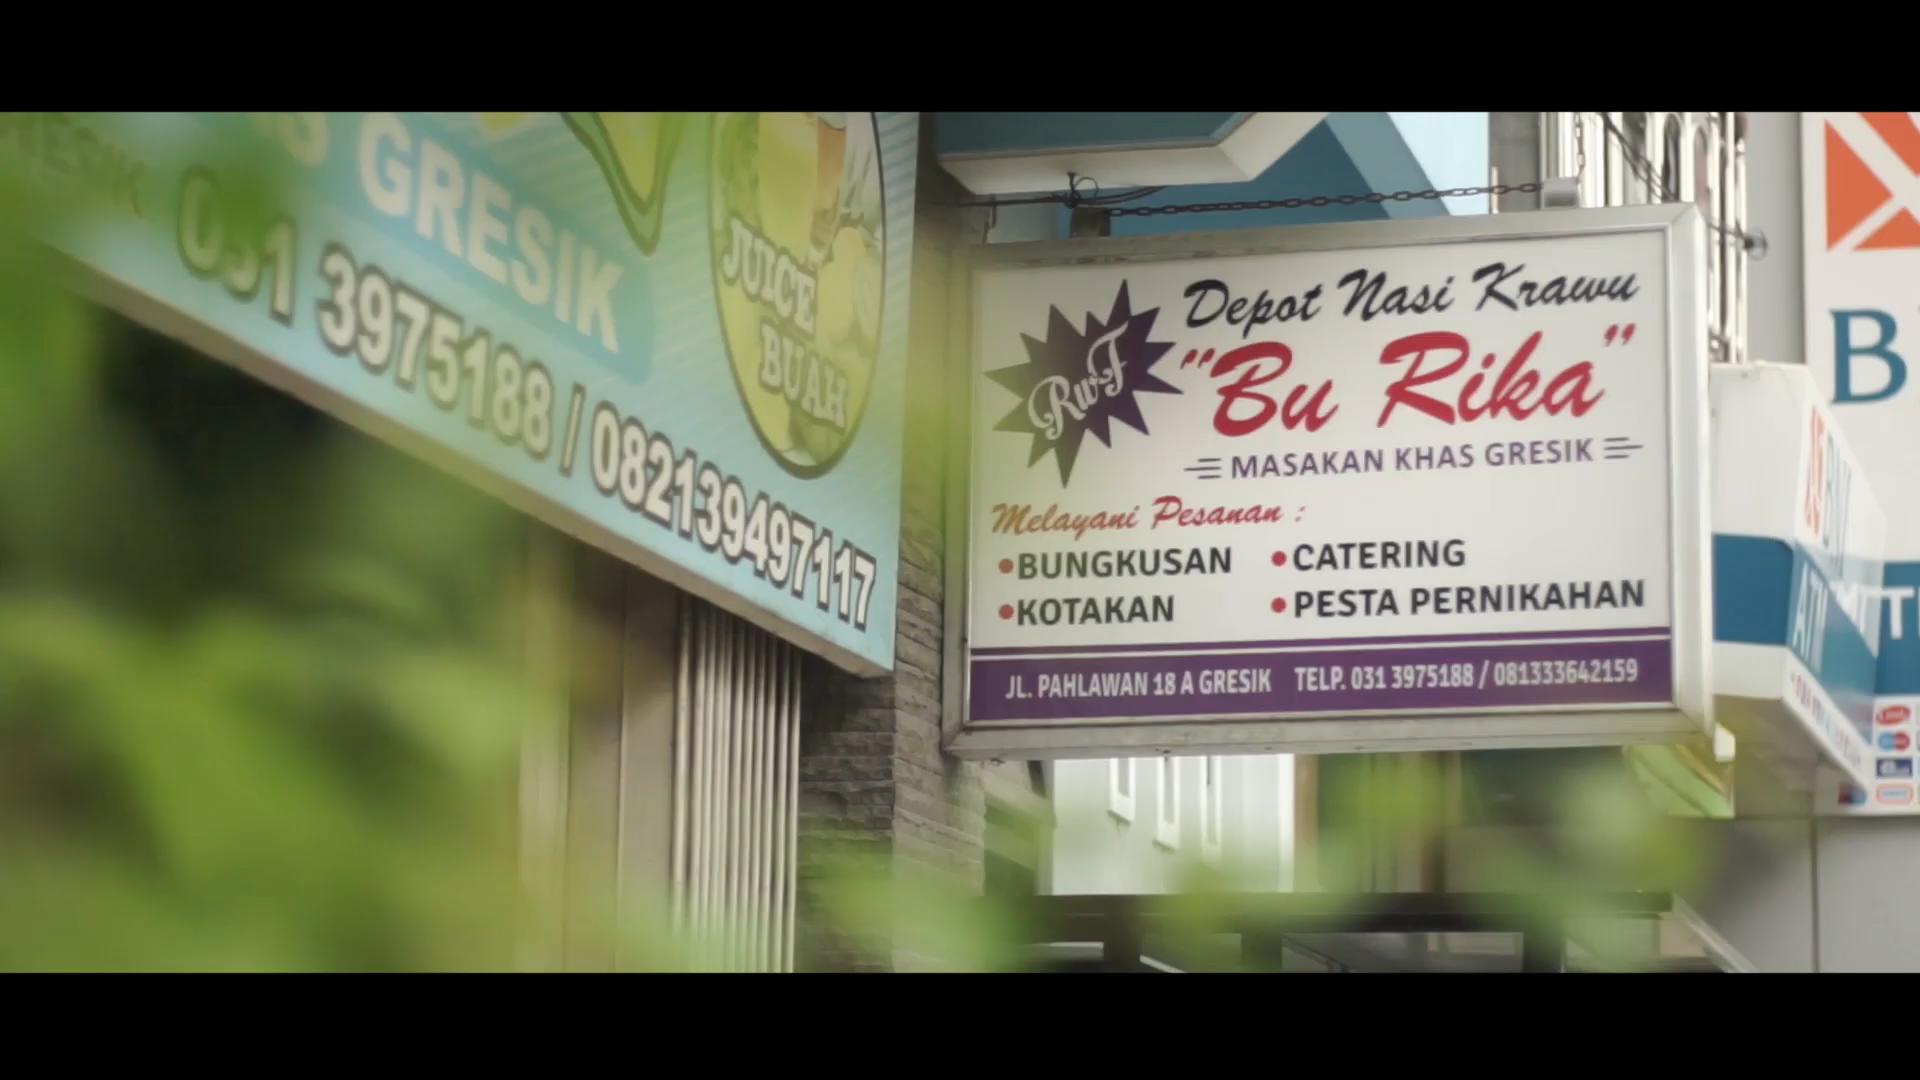 GRESIK
031 3975188 / 082139497117
JUICE
BUAH
RwF
Depot Nasi Krawu
"Bu Rika"
MASAKAN KHAS GRESIK
Melayani Pesanan :
•BUNGKUSAN •CATERING
•KOTAKAN •PESTA PERNIKAHAN
JL. PAHLAWAN 18 A GRESIK TELP. 031 3975188 / 081333642159